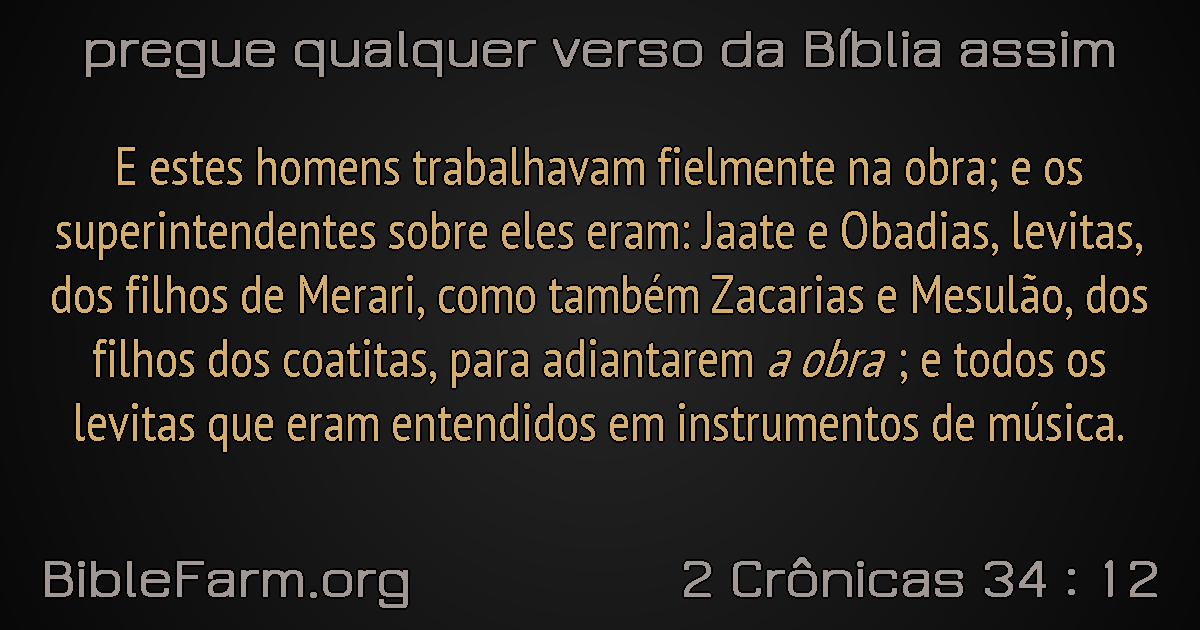 pregue qualquer verso da Bíblia assim
E estes homens trabalhavam fielmente na obra; e os
superintendentes sobre eles eram: Jaate e Obadias, levitas,
dos filhos de Merari, como também Zacarias e Mesulão, dos
filhos dos coatitas, para adiantarem a obra ; e todos os
levitas que eram entendidos em instrumentos de música.
BibleFarm.org
2 Crônicas 34 : 12